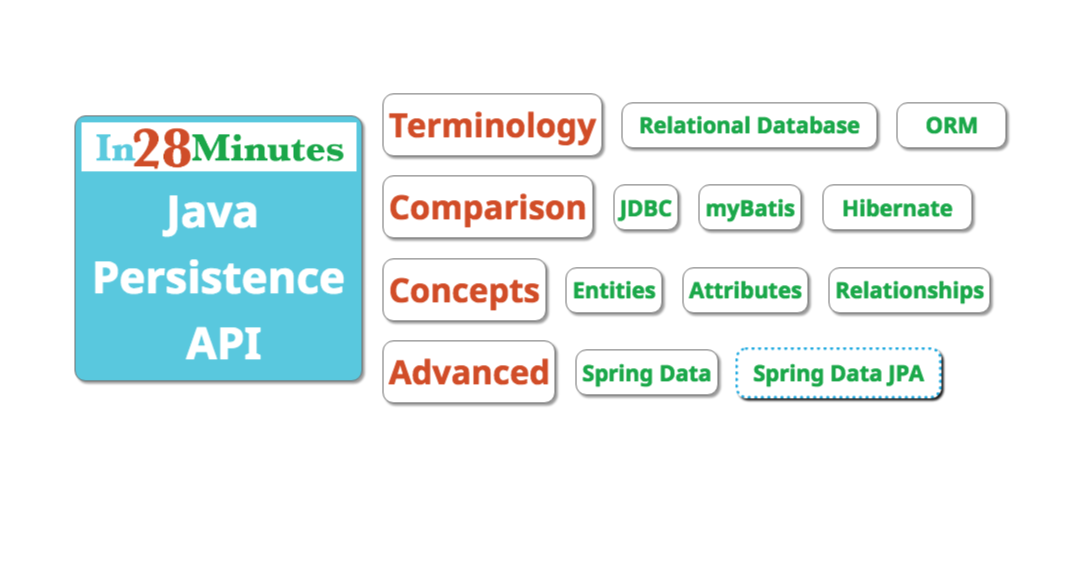 In28Minutes
Java
Persistence
API
Terminology Relational Database ORM
Comparison JDBC myBatis Hibernate
Concepts Entities Attributes Relationships
Advanced Spring Data Spring Data JPA